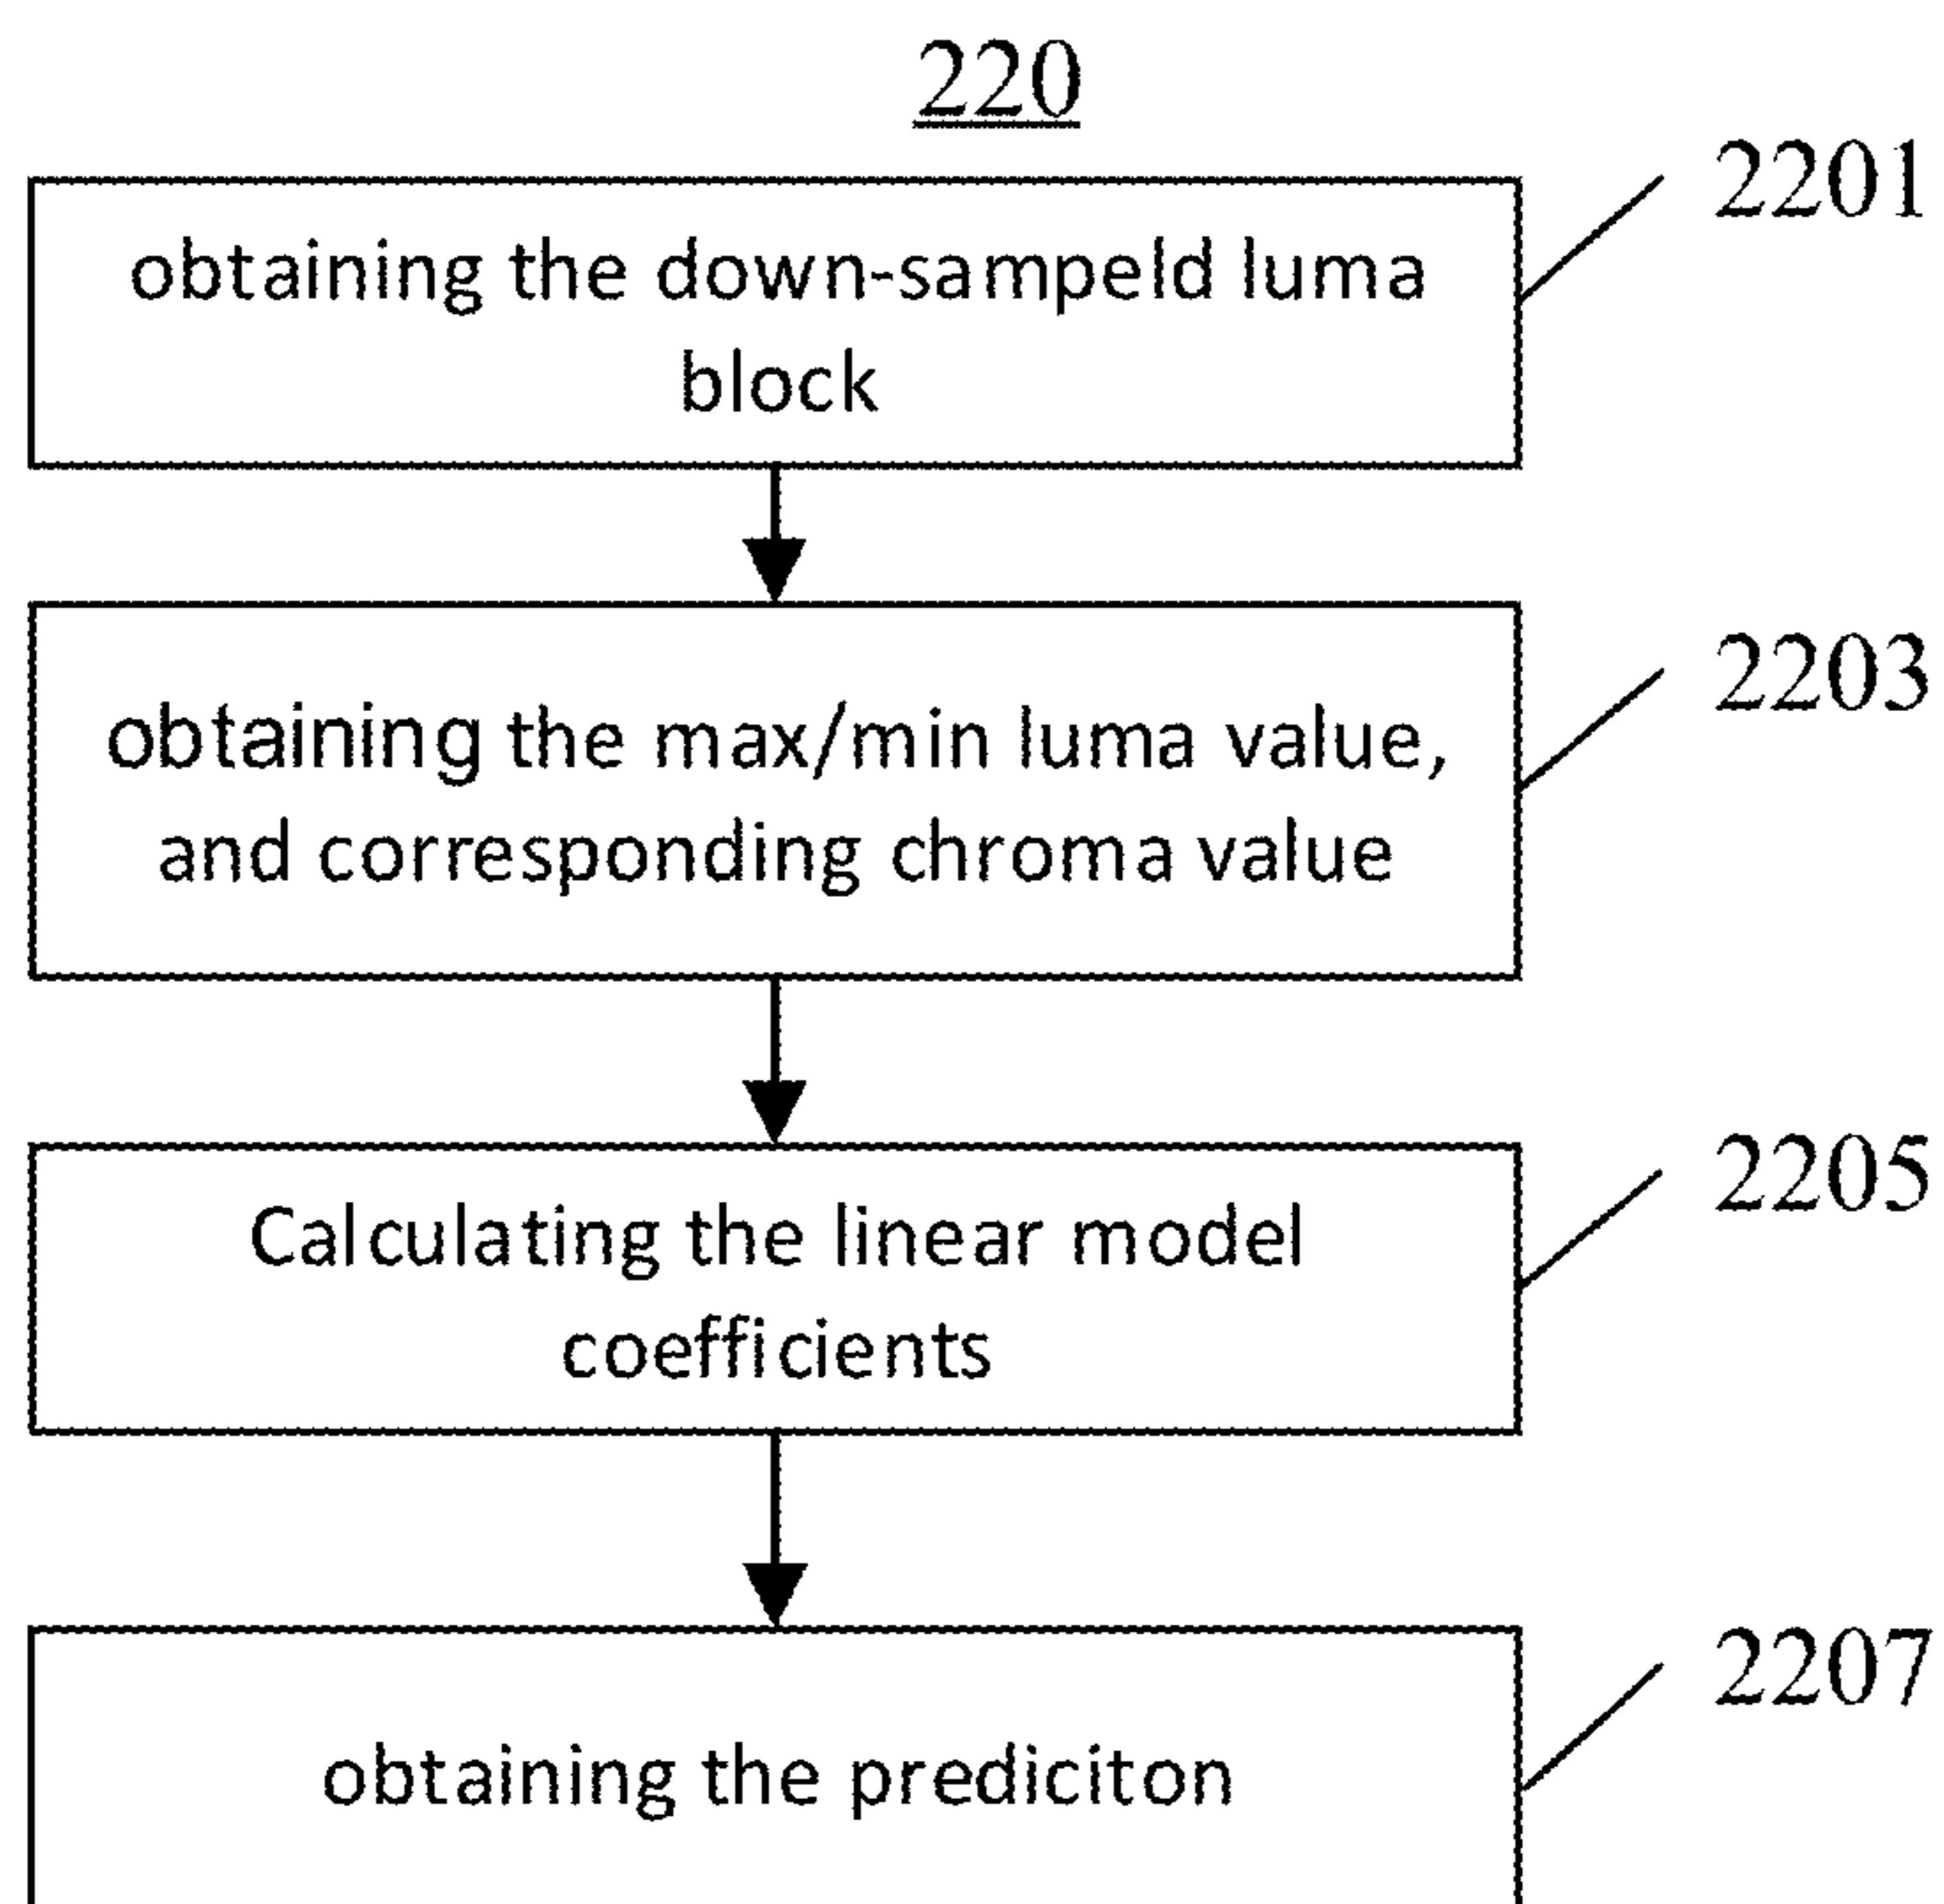 220
2201
obtaining the down-sampeld luma
block
2203
obtaining the max/min luma value,
and corresponding chroma value
2205
Calculating the linear model
coefficients
2207
obtaining the prediciton